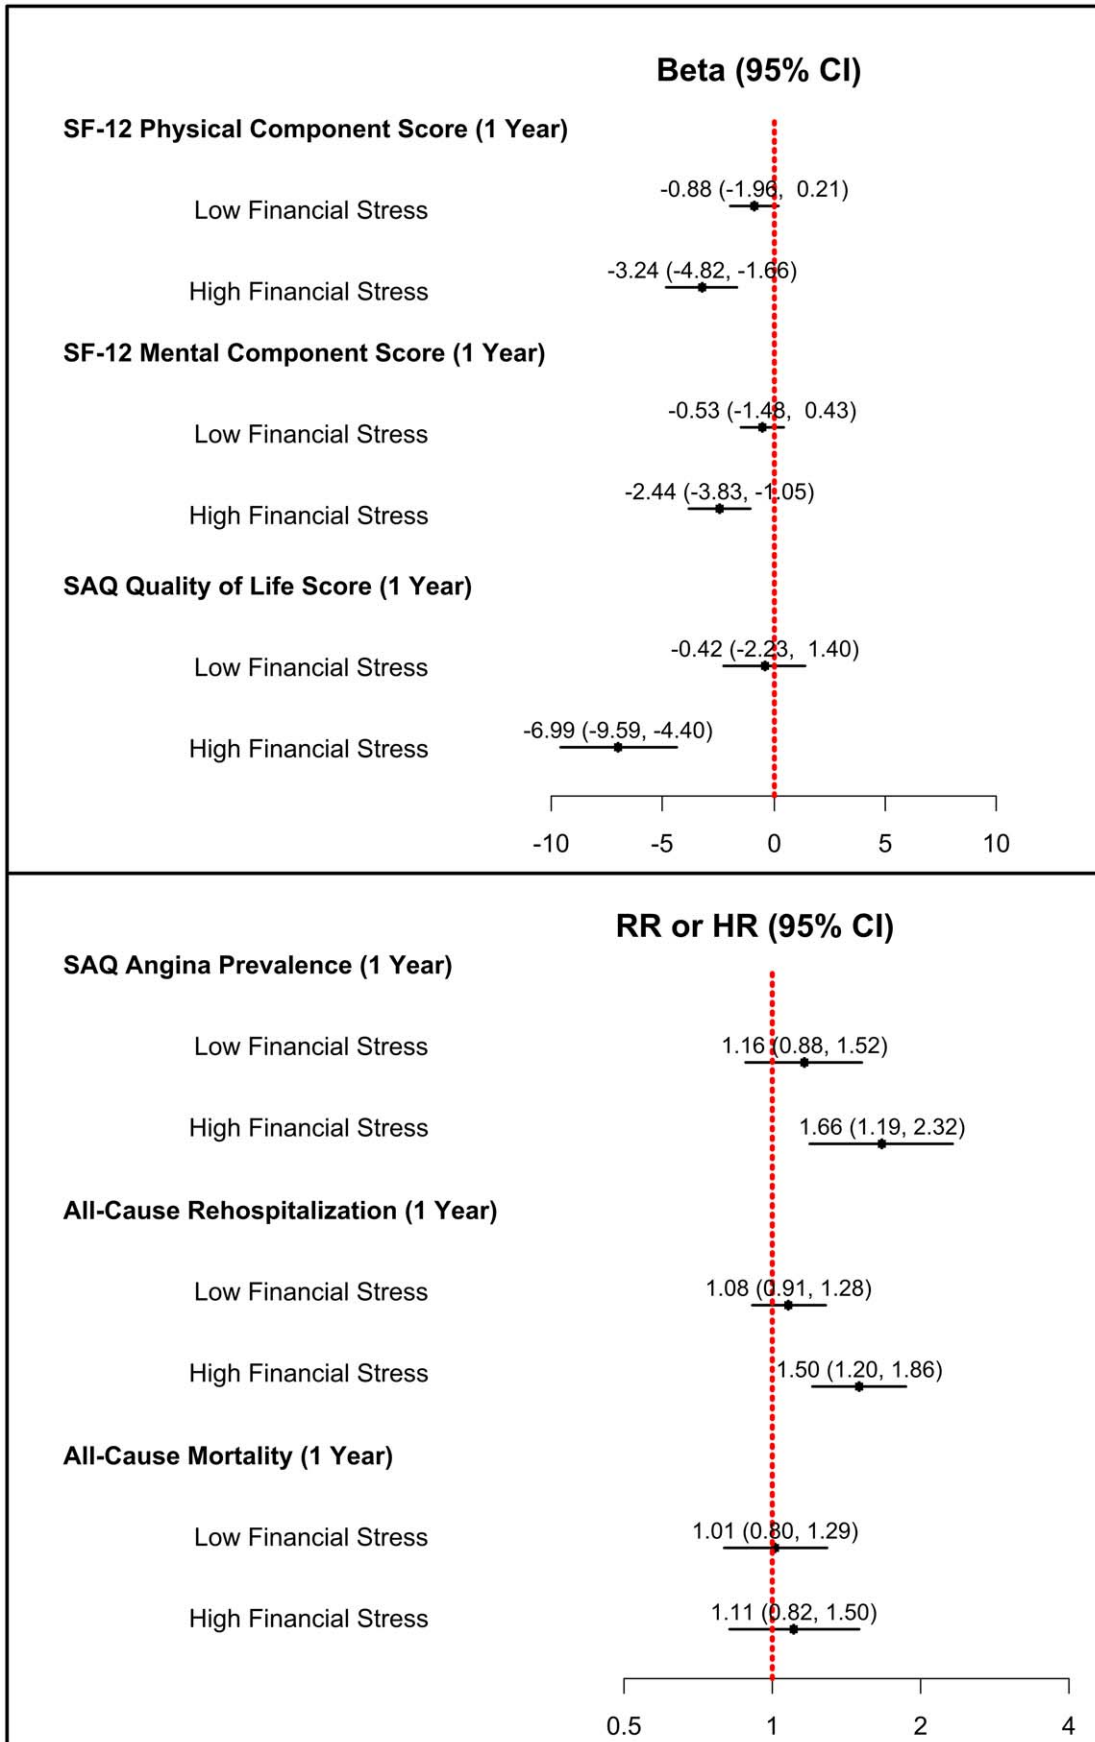 Beta (95% CI)
SF-12 Physical Component Score (1 Year)
-0.88 (-1.96, 0.21)
Low Financial Stress
-3.24 (-4.82, -1.66)
High Financial Stress
SF-12 Mental Component Score (1 Year)
-0.53 (-1.48, 0.43)
Low Financial Stress
-2.44 (-3.83, -1.05)
High Financial Stress
SAQ Quality of Life Score (1 Year)
-0.42 (-2.23, 1.40)
Low Financial Stress
-6.99 (-9.59, -4.40)
High Financial Stress
-10 -5 0 5 10
RR or HR (95% CI)
SAQ Angina Prevalence (1 Year)
Low Financial Stress 1.16 (0.88, 1.52)
High Financial Stress 1.66 (1.19, 2.32)
All-Cause Rehospitalization (1 Year)
Low Financial Stress 1.08 (0.91, 1.28)
High Financial Stress 1.50 (1.20, 1.86)
All-Cause Mortality (1 Year)
Low Financial Stress 1.01 (0.80, 1.29)
High Financial Stress 1.11 (0.82, 1.50)
0.5 1 2 4